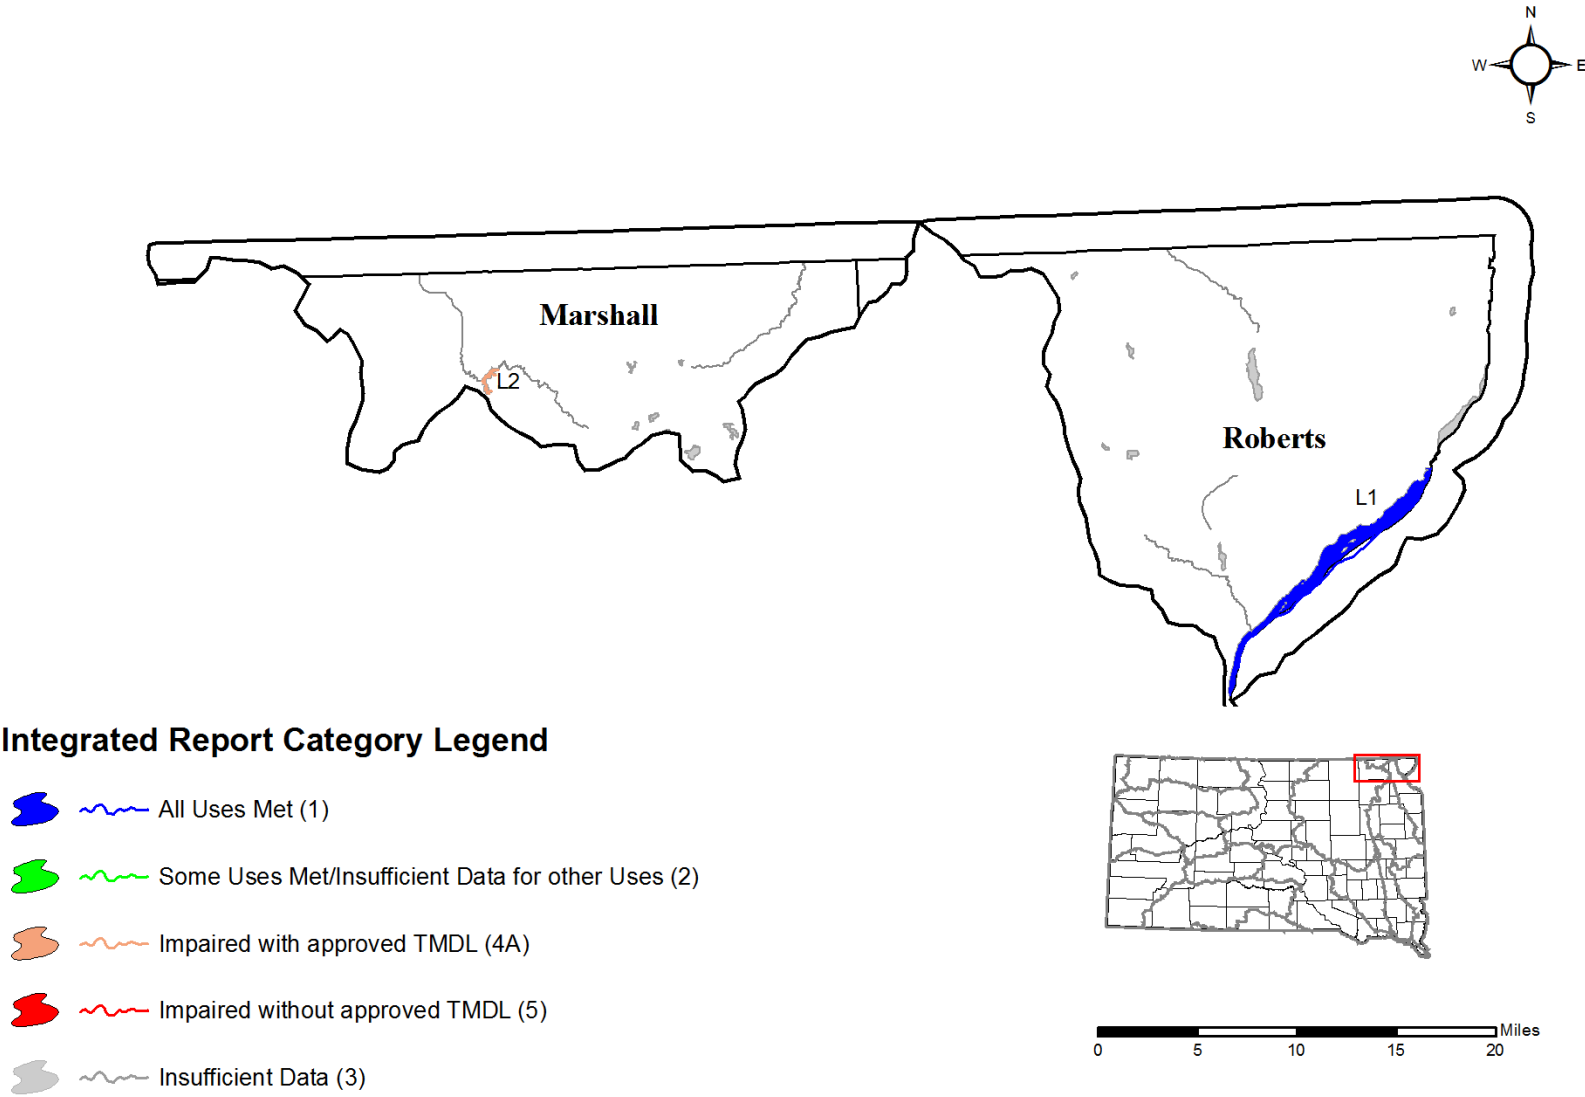 N
W E
S
Marshall
L2
Roberts
L1
Integrated Report Category Legend
All Uses Met (1)
Some Uses Met/Insufficient Data for other Uses (2)
Impaired with approved TMDL (4A)
Impaired without approved TMDL (5)
Insufficient Data (3)
Miles
0 5 10 15 20